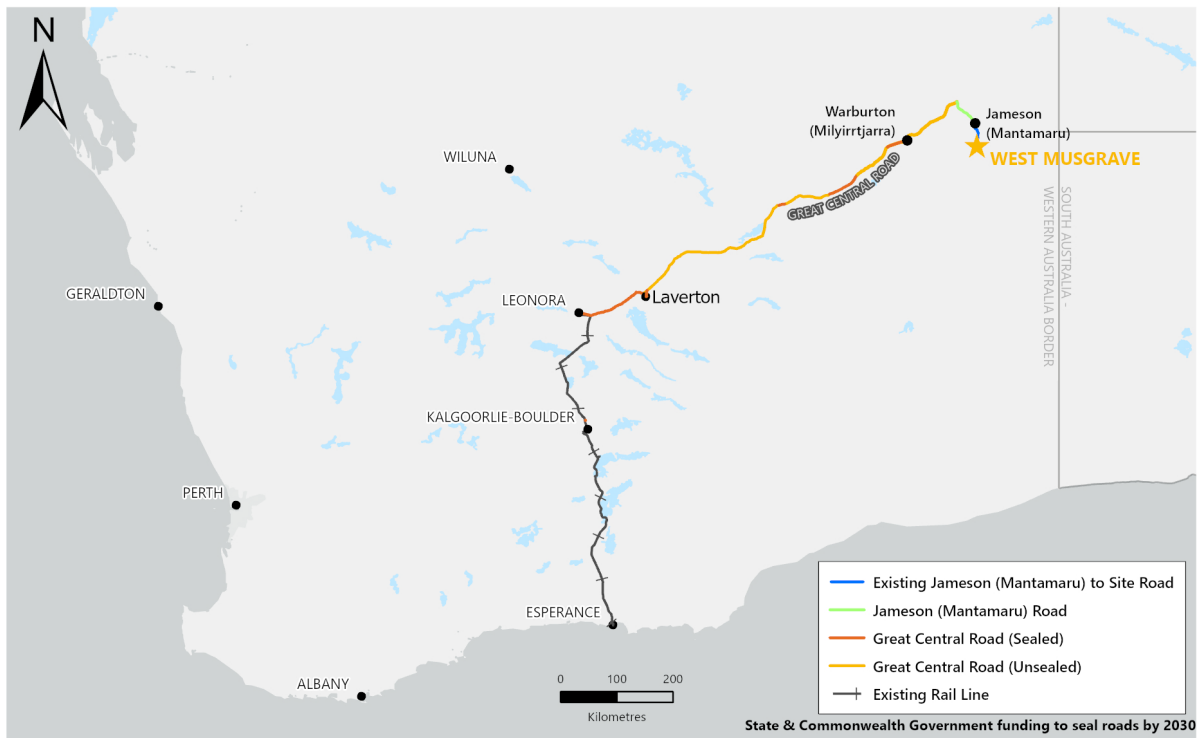 N
Warburton
(Milyirrtjarra)
Jameson
(Mantamaru)
WILUNA
WEST MUSGRAVE
GREAT CENTRAL ROAD
SOUTH AUSTRALIA -
WESTERN AUSTRALIA BORDER
GERALDTON
LEONORA
Laverton
KALGOORLIE-BOULDER
PERTH
ESPERANCE
ALBANY
0 100 200
Kilometres
Existing Jameson (Mantamaru) to Site Road
Jameson (Mantamaru) Road
Great Central Road (Sealed)
Great Central Road (Unsealed)
Existing Rail Line
State & Commonwealth Government funding to seal roads by 2030